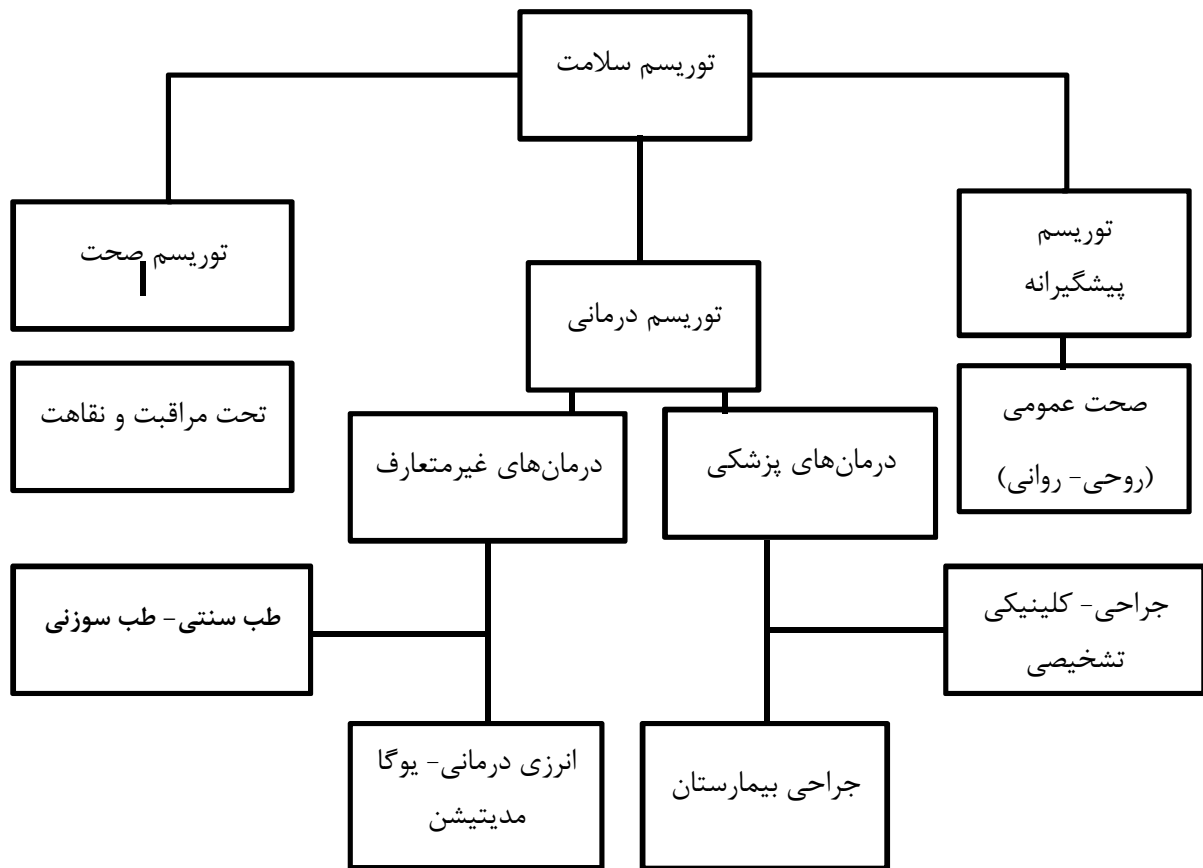 توریسم سلامت
توریسم
پیشگیرانه
توریسم صحت
توریسم درمانی
صحت عمومی
(روحی- روانی)
تحت مراقبت و نقاهت
درمان‌های پزشکی
درمان‌های غیرمتعارف
جراحی- کلینیکی
تشخیصی
طب سنتی- طب سوزنی
جراحی بیمارستان
انرزی درمانی- یوگا
مدیتیشن